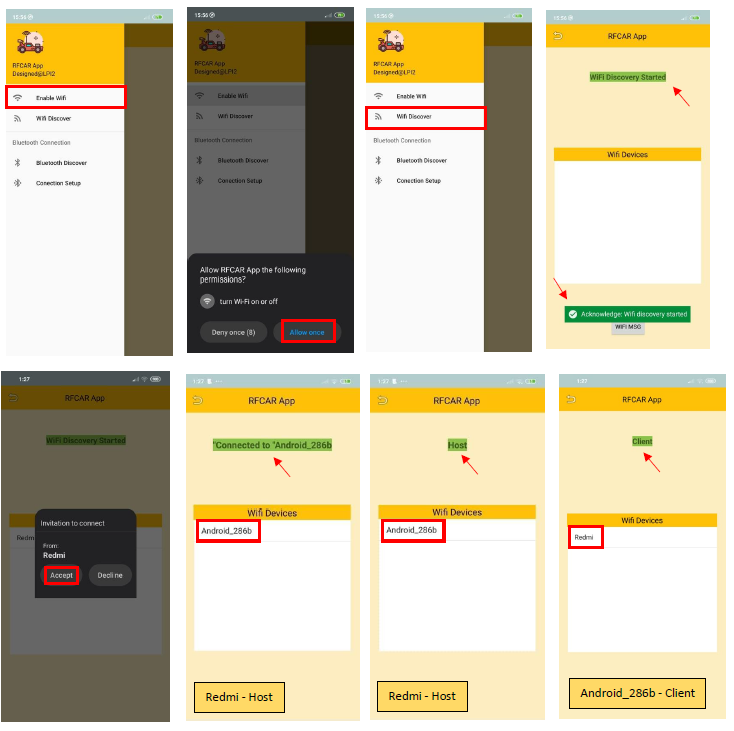 15:56
RFCAR App
Designed@LPI2
Enable Wifi
Wifi Discover
Bluetooth Connection
Bluetooth Discover
Conection Setup
15:56
RFCAR App
Designed@LPI2
Enable Wifi
Wifi Discover
Bluetooth Connection
Bluetooth Discover
Conection Setup
Allow RFCAR App the following
permissions?
turn Wi-Fi on or off
Deny once (8)
Allow once
15:56
RFCAR App
Designed@LPI2
Enable Wifi
Wifi Discover
Bluetooth Connection
Bluetooth Discover
Conection Setup
15:56
RFCAR App
WiFi Discovery Started
Wifi Devices
Acknowledge: Wifi discovery started
WIFI MSG
1:37
RFCAR App
WiFi Discovery Started
Redm
Invitation to connect
From:
Redmi
Accept
Decline
1:37
RFCAR App
"Connected to "Android_286b
Wifi Devices
Android_286b
Redmi - Host
1:37
RFCAR App
Host
Wifi Devices
Android_286b
Redmi - Host
1:37
RFCAR App
Client
Wifi Devices
Redmi
Android_286b - Client